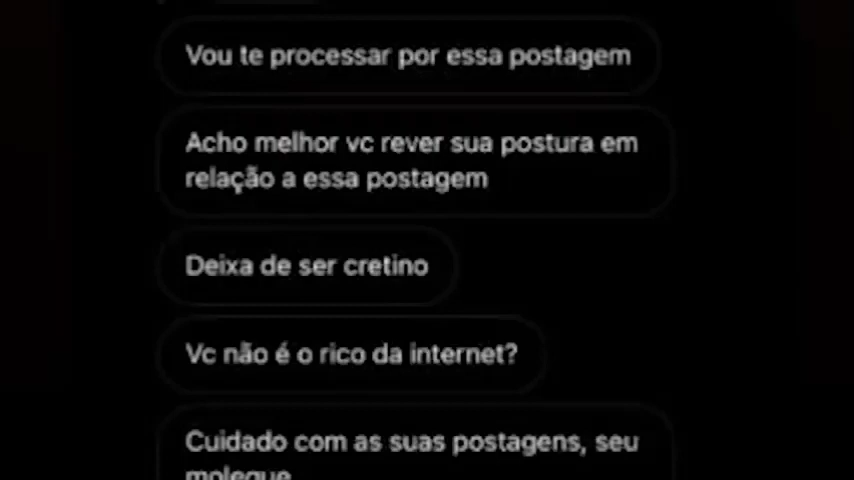 Vou te processar por essa postagem
Acho melhor vc rever sua postura em
relação a essa postagem
Deixa de ser cretino
Vc não é o rico da internet?
Cuidado com as suas postagens, seu
moleque